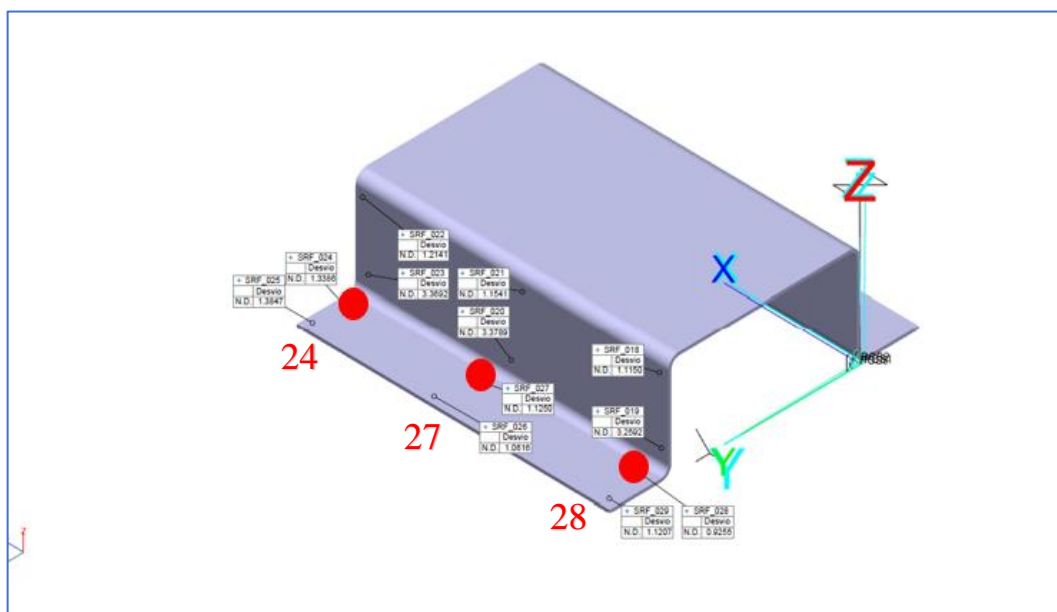 Z
X
+ SRF_022
Desvio
N.D. 1.2141
+ SRF_024
Desvio
N.D. 1.3386
+ SRF_025
Desvio
N.D. 1.3847
+ SRF_023
Desvio
N.D. 3.3692
+ SRF_021
Desvio
N.D. 1.1541
+ SRF_020
Desvio
N.D. 3.3789
+ SRF_018
Desvio
N.D. 1.1150
24
+ SRF_027
Desvio
N.D. 1.1250
+ SRF_019
Desvio
N.D. 3.2592
27
+ SRF_026
Desvio
N.D. 1.0616
Y
28
+ SRF_029
Desvio
N.D. 1.1207
+ SRF_028
Desvio
N.D. 0.9255